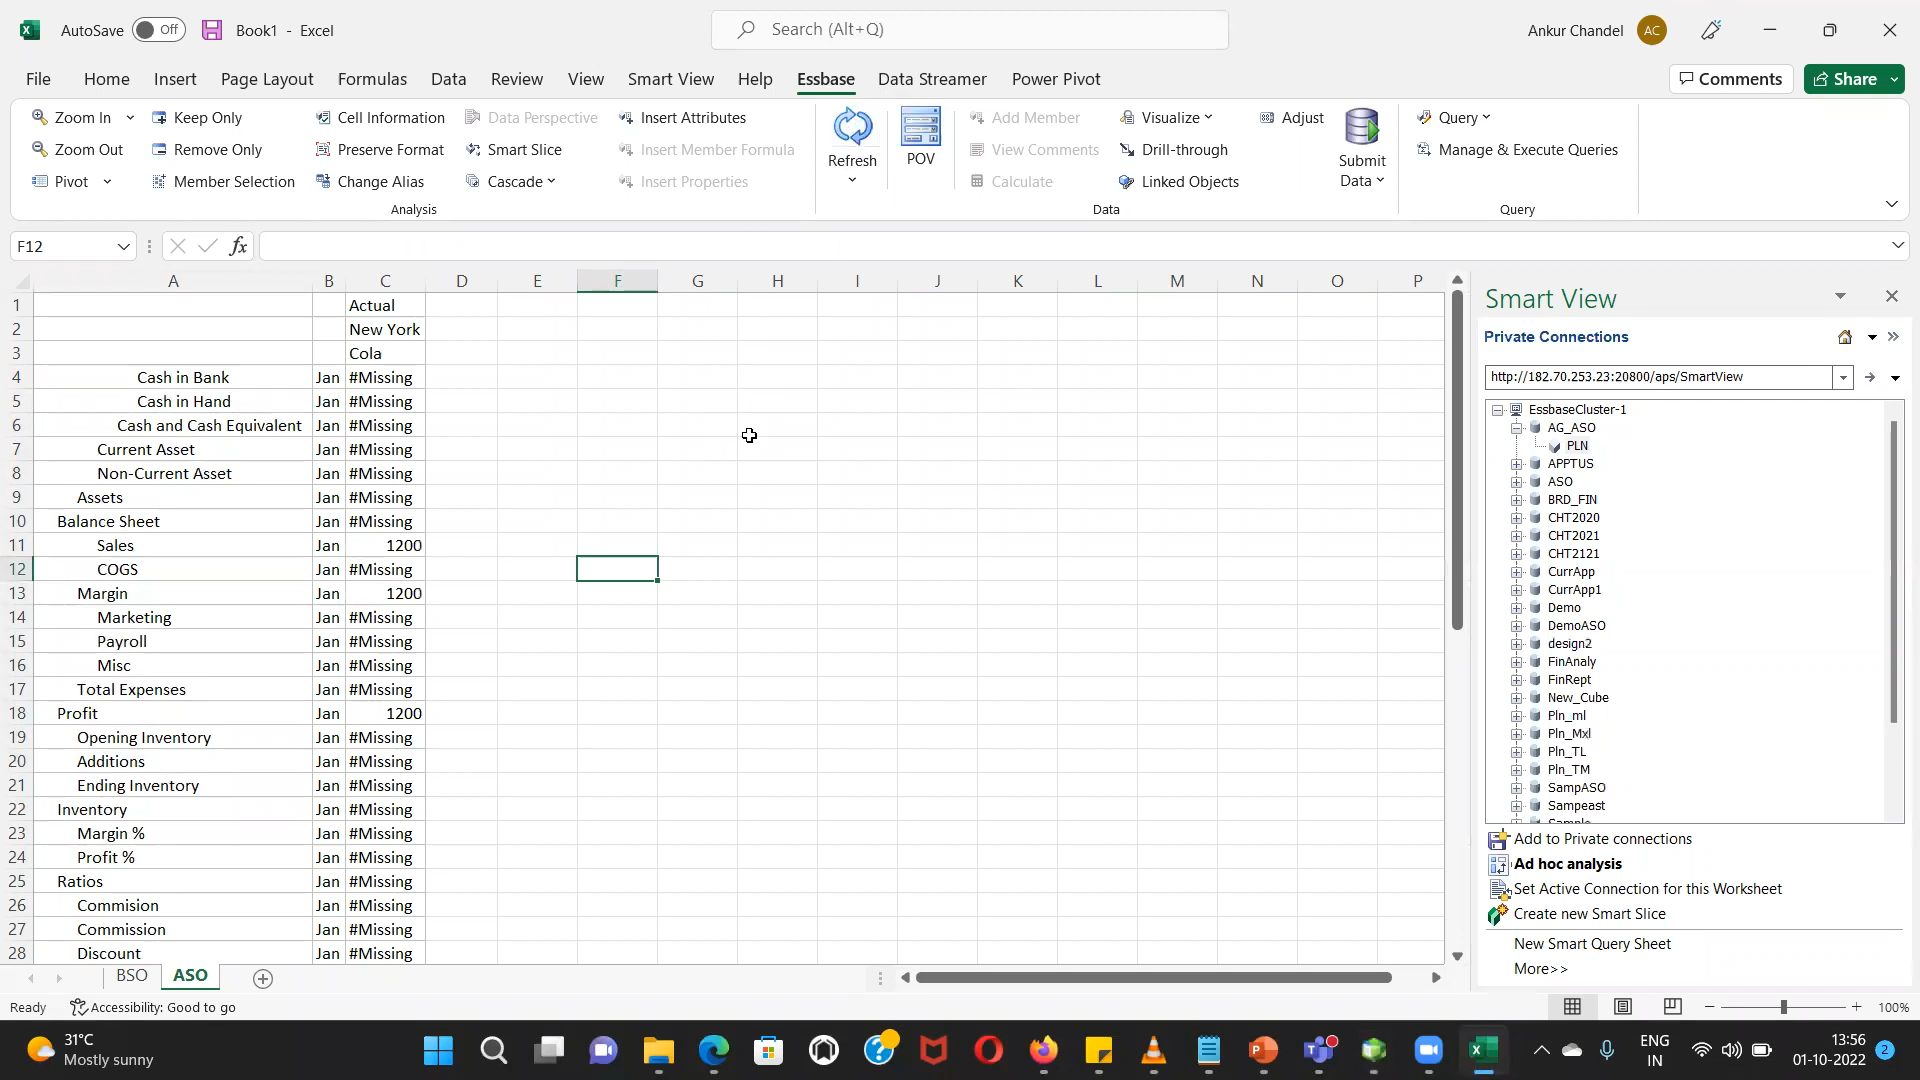 AutoSave Off Book1 - Excel Search (Alt+Q) Ankur Chandel AC
File Home Insert Page Layout Formulas Data Review View Smart View Help Essbase Data Streamer Power Pivot Comments Share
Zoom In Keep Only Cell Information Data Perspective Insert Attributes Add Member Visualize Adjust Query
Zoom Out Remove Only Preserve Format Smart Slice Insert Member Formula Refresh POV View Comments Drill-through Submit Data Manage & Execute Queries
Pivot Member Selection Change Alias Cascade Insert Properties Calculate Linked Objects
Analysis Data Query
F12 fx
A B C D E F G H I J K L M N O P
1 Actual
2 New York
3 Cola
4 Cash in Bank Jan #Missing
5 Cash in Hand Jan #Missing
6 Cash and Cash Equivalent Jan #Missing
7 Current Asset Jan #Missing
8 Non-Current Asset Jan #Missing
9 Assets Jan #Missing
10 Balance Sheet Jan #Missing
11 Sales Jan 1200
12 COGS Jan #Missing
13 Margin Jan 1200
14 Marketing Jan #Missing
15 Payroll Jan #Missing
16 Misc Jan #Missing
17 Total Expenses Jan #Missing
18 Profit Jan 1200
19 Opening Inventory Jan #Missing
20 Additions Jan #Missing
21 Ending Inventory Jan #Missing
22 Inventory Jan #Missing
23 Margin % Jan #Missing
24 Profit % Jan #Missing
25 Ratios Jan #Missing
26 Commision Jan #Missing
27 Commission Jan #Missing
28 Discount Jan #Missing
Smart View
Private Connections
http://182.70.253.23:20800/aps/SmartView
EssbaseCluster-1
AG_ASO
PLN
APPTUS
ASO
BRD_FIN
CHT2020
CHT2021
CHT2121
CurrApp
CurrApp1
Demo
DemoASO
design2
FinAnaly
FinRept
New_Cube
Pln_ml
Pln_Mxl
Pln_TL
Pln_TM
SampASO
Sampeast
Sample
Add to Private connections
Ad hoc analysis
Set Active Connection for this Worksheet
Create new Smart Slice
New Smart Query Sheet
More>>
BSO ASO
Ready Accessibility: Good to go 100%
31°C
Mostly sunny
ENG
IN
13:56
01-10-2022
2